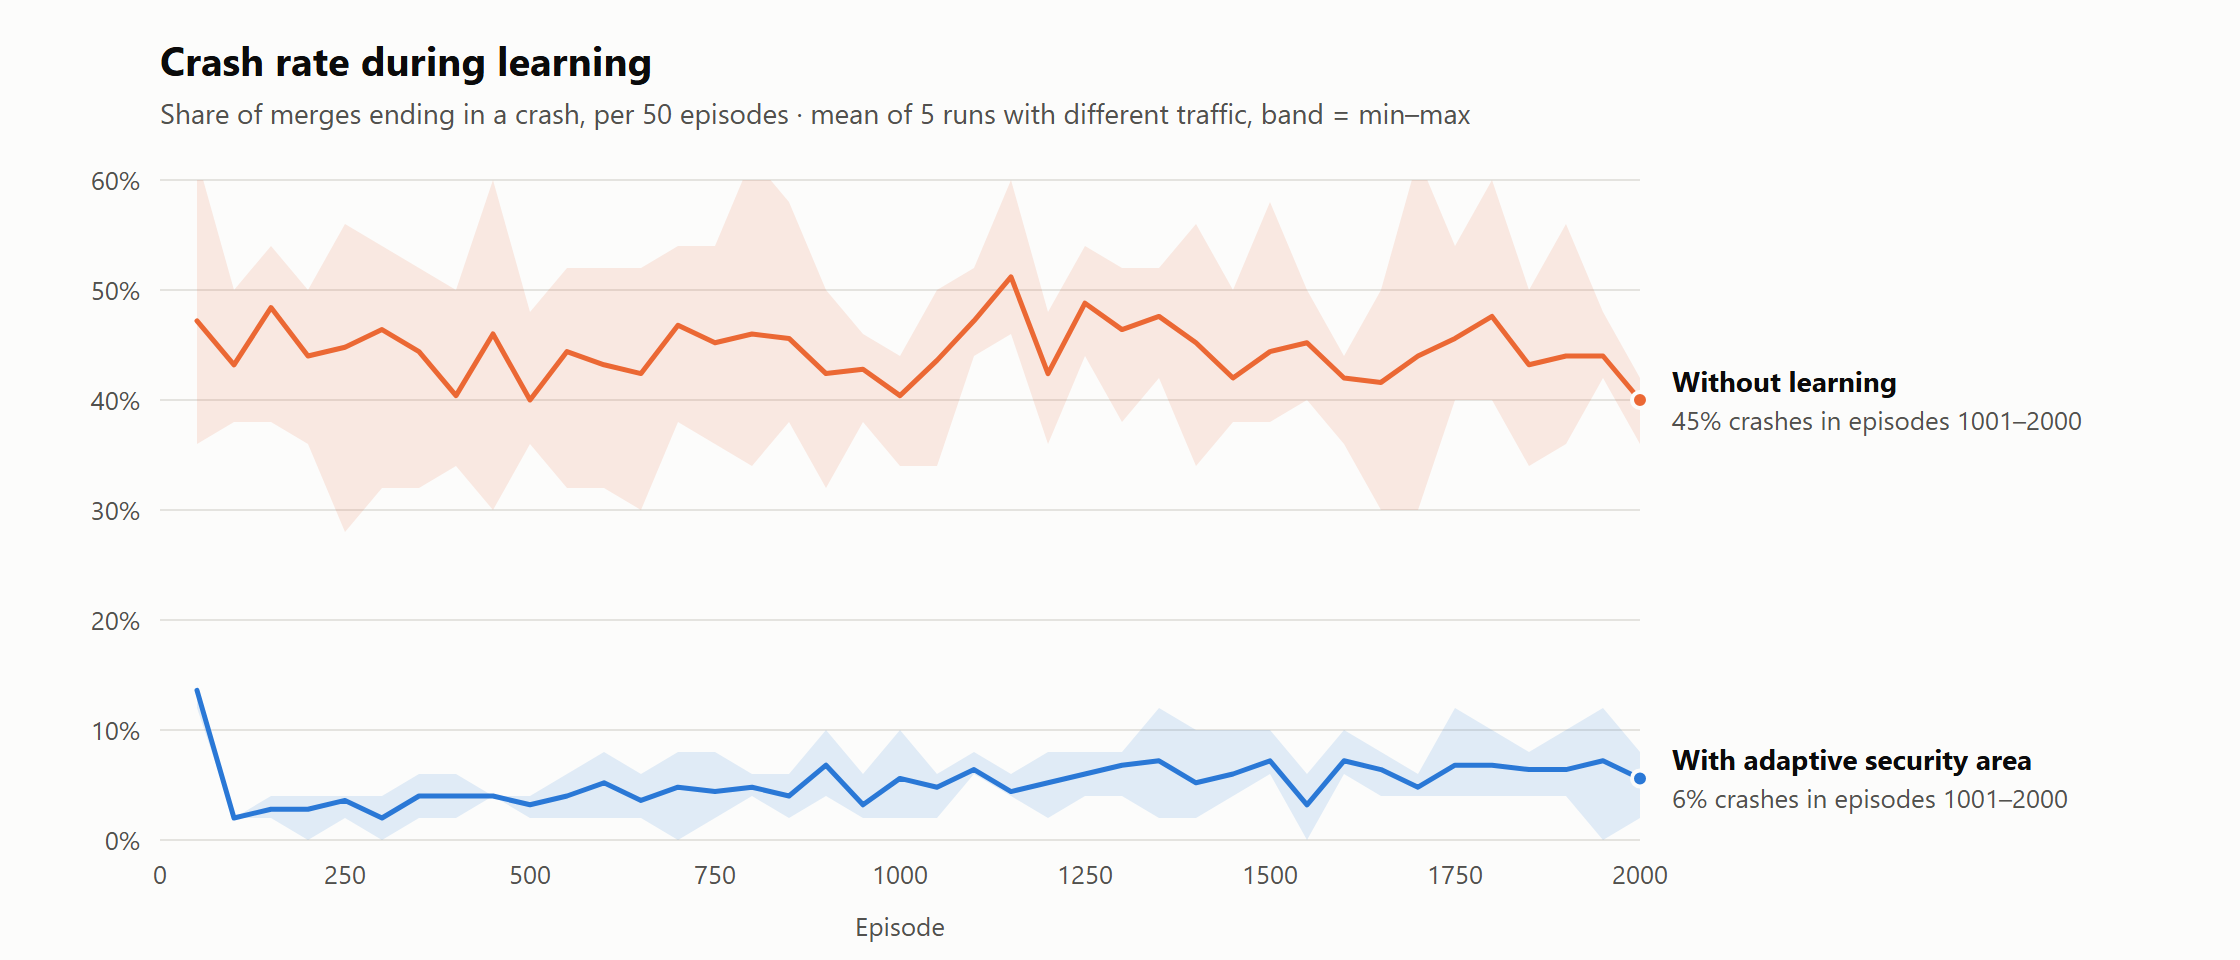 Crash rate during learning
Share of merges ending in a crash, per 50 episodes · mean of 5 runs with different traffic, band = min–max
60%
50%
40%
30%
20%
10%
0%
Without learning
45% crashes in episodes 1001–2000
With adaptive security area
6% crashes in episodes 1001–2000
0 250 500 750 1000 1250 1500 1750 2000
Episode